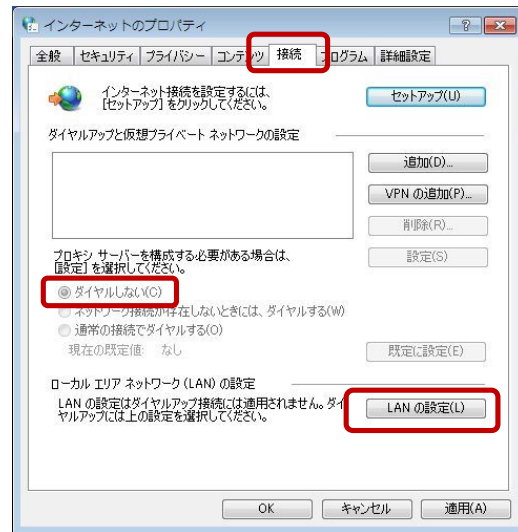 インターネットのプロパティ
全般 セキュリティ プライバシー コンテンツ 接続 プログラム 詳細設定
インターネット接続を設定するには、
[セットアップ] をクリックしてください。
セットアップ(U)
ダイヤルアップと仮想プライベート ネットワークの設定
追加(D)...
VPN の追加(P)...
削除(R)...
プロキシ サーバーを構成する必要がある場合は、
[設定] を選択してください。
設定(S)
ダイヤルしない(C)
ネットワーク接続が存在しないときには、ダイヤルする(W)
通常の接続でダイヤルする(O)
現在の既定値: なし
既定に設定(E)
ローカル エリア ネットワーク (LAN) の設定
LAN の設定はダイヤルアップ接続には適用されません。ダイ
ヤルアップには上の設定を選択してください。
LAN の設定(L)
OK キャンセル 適用(A)